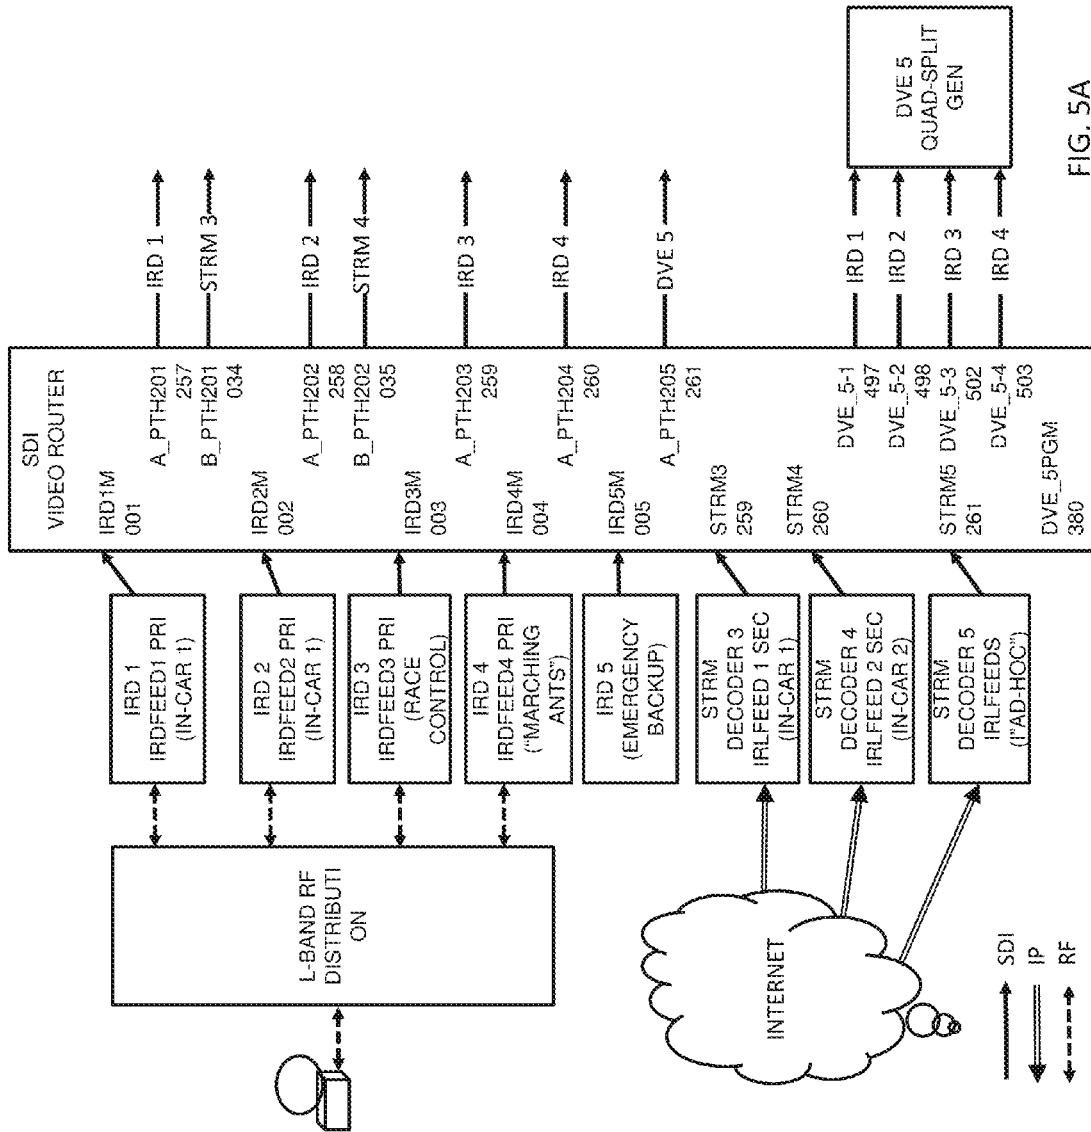 SDI
VIDEO ROUTER
L-BAND RF
DISTRIBUTI
ON
INTERNET
IRD 1
IRDFEED1 PRI
(IN-CAR 1)
IRD 2
IRDFEED2 PRI
(IN-CAR 1)
IRD 3
IRDFEED3 PRI
(RACE
CONTROL)
IRD 4
IRDFEED4 PRI
("MARCHING
ANTS")
IRD 5
(EMERGENCY
BACKUP)
STRM
DECODER 3
IRLFEED 1 SEC
(IN-CAR 1)
STRM
DECODER 4
IRLFEED 2 SEC
(IN-CAR 2)
STRM
DECODER 5
IRLFEEDS
(I"AD-HOC")
IRD1M
001
IRD2M
002
IRD3M
003
IRD4M
004
IRD5M
005
STRM3
259
STRM4
260
STRM5
261
DVE_5PGM
380
A_PTH201
257
B_PTH201
034
A_PTH202
258
B_PTH202
035
A_PTH203
259
A_PTH204
260
A_PTH205
261
DVE_5-1
497
DVE_5-2
498
DVE_5-3
502
DVE_5-4
503
IRD 1
STRM 3
IRD 2
STRM 4
IRD 3
IRD 4
DVE 5
IRD 1
IRD 2
IRD 3
IRD 4
DVE 5
QUAD-SPLIT
GEN
SDI
IP
RF
FIG. 5A